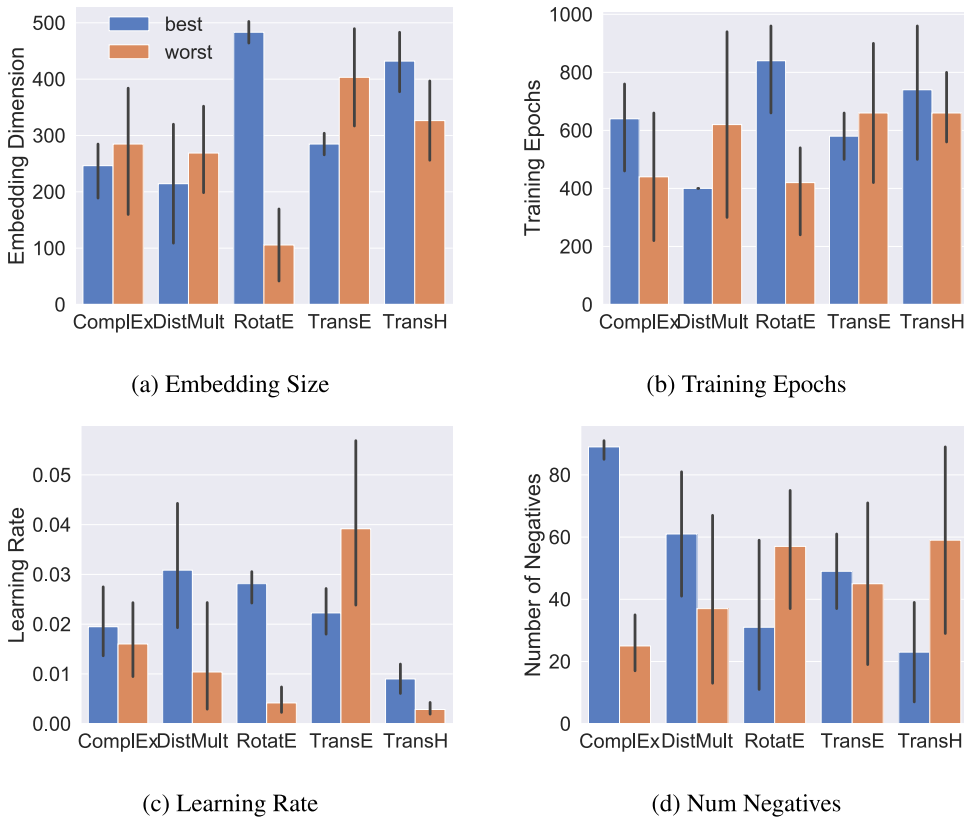 500
400
300
200
100
0
Embedding Dimension
best
worst
ComplEx DistMult RotatE TransE TransH
(a) Embedding Size
1000
800
600
400
200
0
Training Epochs
ComplEx DistMult RotatE TransE TransH
(b) Training Epochs
0.05
0.04
0.03
0.02
0.01
0.00
Learning Rate
ComplEx DistMult RotatE TransE TransH
(c) Learning Rate
80
60
40
20
0
Number of Negatives
ComplEx DistMult RotatE TransE TransH
(d) Num Negatives